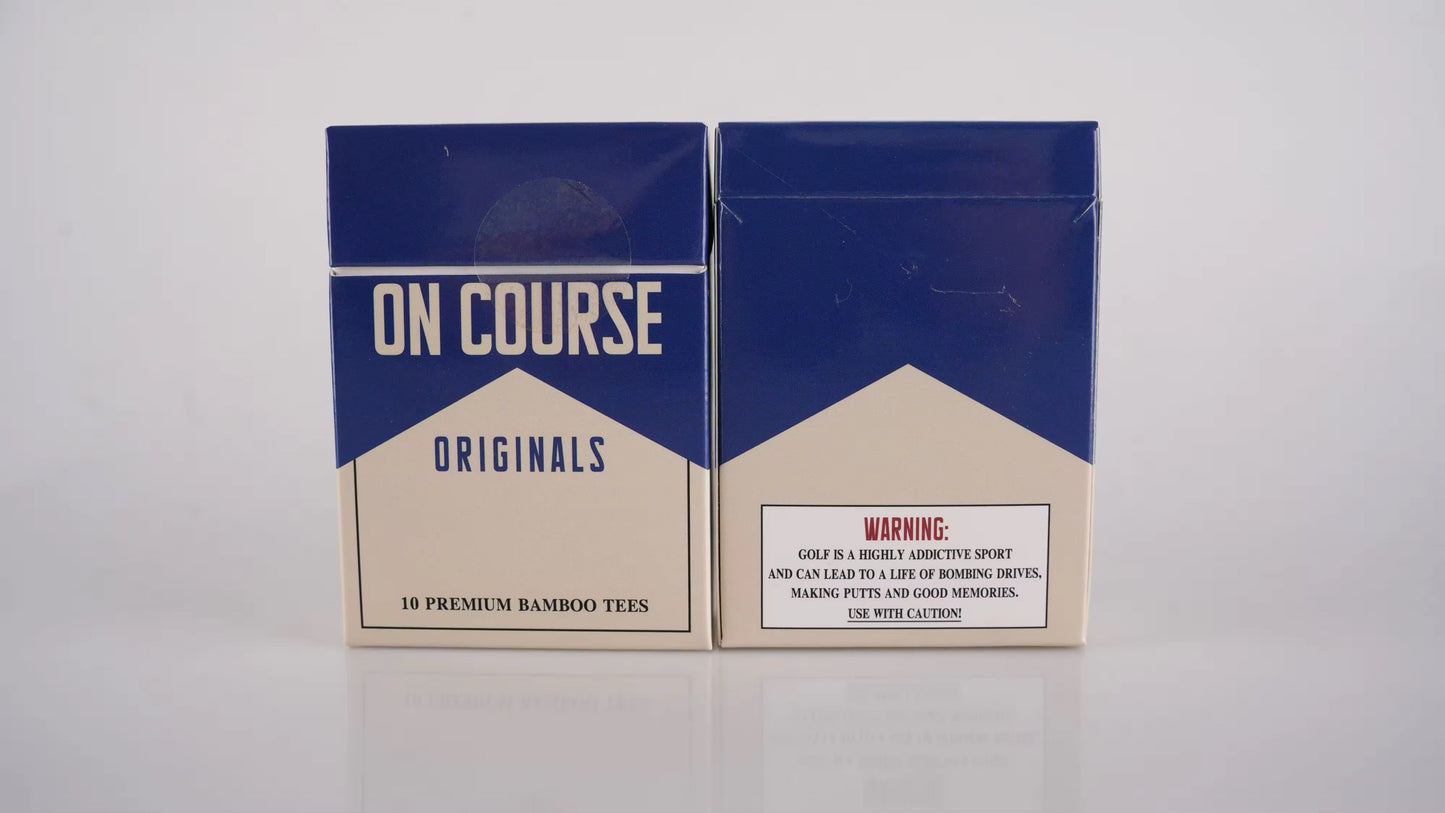 ON COURSE
ORIGINALS
10 PREMIUM BAMBOO TEES
WARNING:
GOLF IS A HIGHLY ADDICTIVE SPORT
AND CAN LEAD TO A LIFE OF BOMBING DRIVES,
MAKING PUTTS AND GOOD MEMORIES.
USE WITH CAUTION!